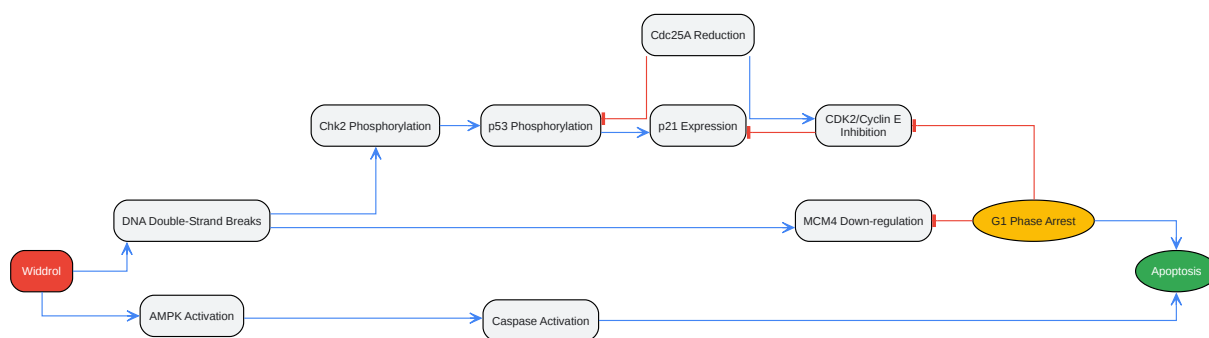 Cdc25A Reduction
Chk2 Phosphorylation
p53 Phosphorylation
p21 Expression
CDK2/Cyclin E
Inhibition
DNA Double-Strand Breaks
MCM4 Down-regulation
G1 Phase Arrest
Widdrol
Apoptosis
AMPK Activation
Caspase Activation